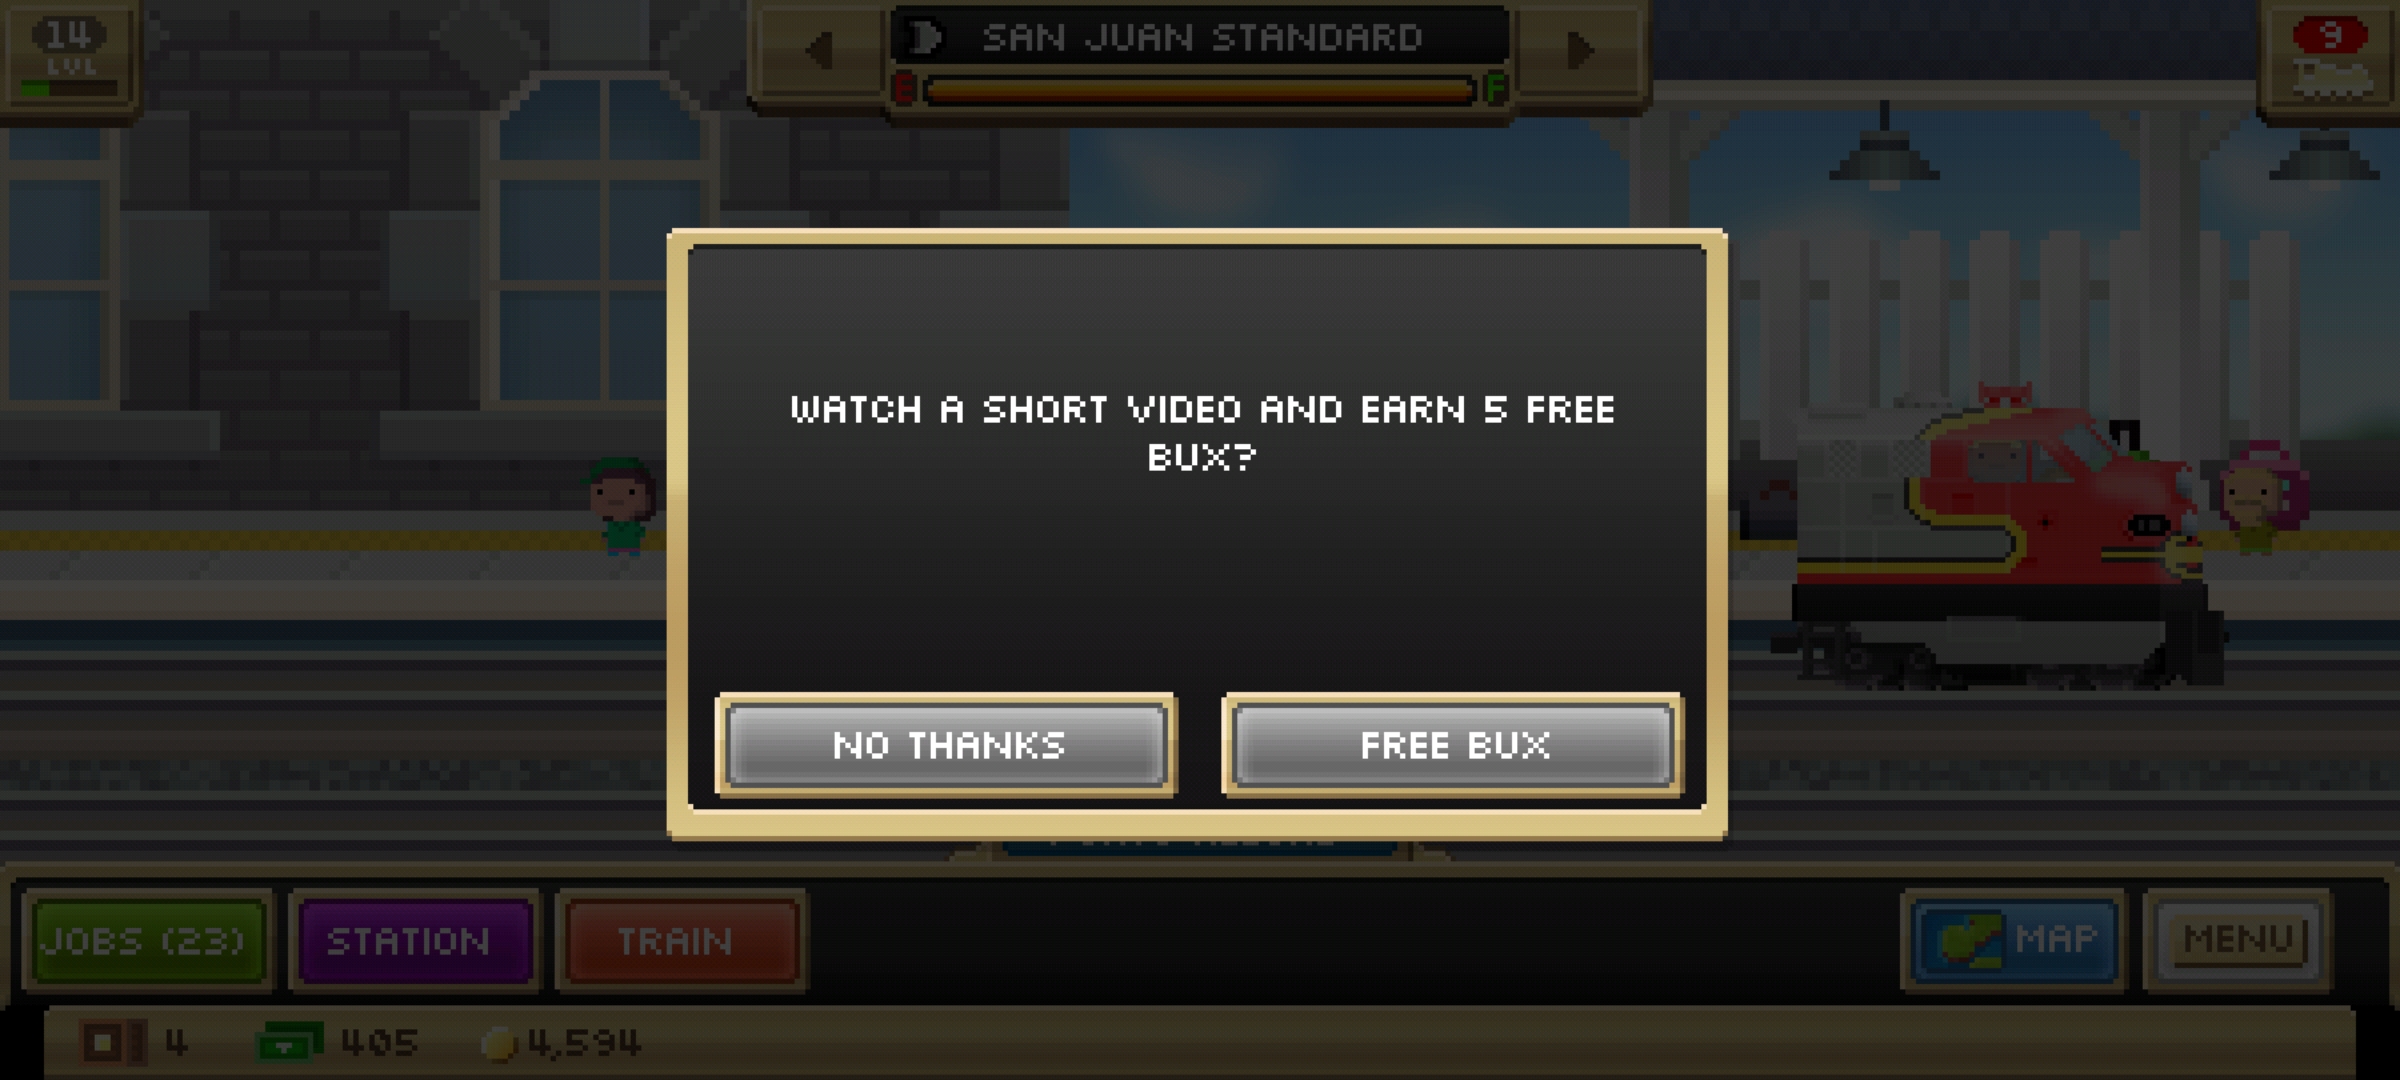 14
LVL
SAN JUAN STANDARD
E F
9
WATCH A SHORT VIDEO AND EARN 5 FREE
BUX?
NO THANKS
FREE BUX
JOBS (23)
STATION
TRAIN
MAP
MENU
4
405
4,594